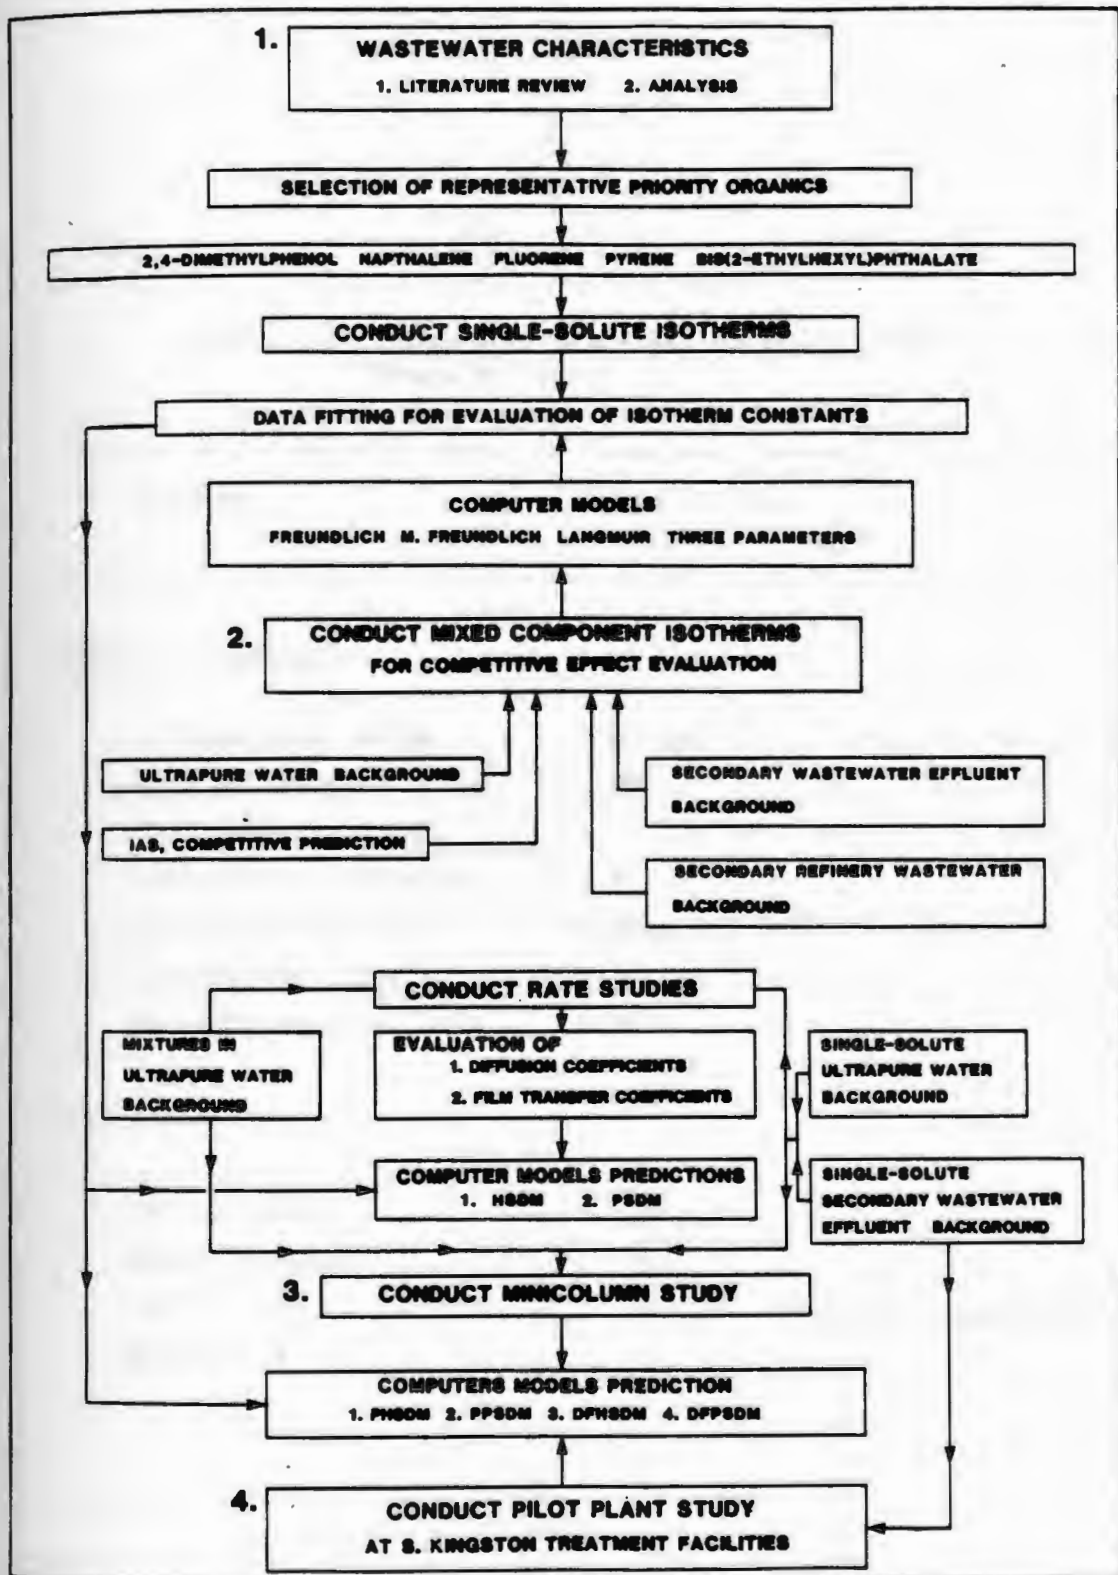 1. WASTEWATER CHARACTERISTICS
1. LITERATURE REVIEW 2. ANALYSIS
SELECTION OF REPRESENTATIVE PRIORITY ORGANICS
2,4-DIMETHYLPHENOL NAPTHALENE FLUORENE PYRENE BIS(2-ETHYLHEXYL)PHTHALATE
CONDUCT SINGLE-SOLUTE ISOTHERMS
DATA FITTING FOR EVALUATION OF ISOTHERM CONSTANTS
COMPUTER MODELS
FREUNDLICH M. FREUNDLICH LANGMUIR THREE PARAMETERS
2. CONDUCT MIXED COMPONENT ISOTHERMS
FOR COMPETITIVE EFFECT EVALUATION
ULTRAPURE WATER BACKGROUND
IAS, COMPETITIVE PREDICTION
SECONDARY WASTEWATER EFFLUENT
BACKGROUND
SECONDARY REFINERY WASTEWATER
BACKGROUND
CONDUCT RATE STUDIES
MIXTURES IN
ULTRAPURE WATER
BACKGROUND
EVALUATION OF
1. DIFFUSION COEFFICIENTS
2. FILM TRANSFER COEFFICIENTS
SINGLE-SOLUTE
ULTRAPURE WATER
BACKGROUND
COMPUTER MODELS PREDICTIONS
1. HSDM 2. PSDM
SINGLE-SOLUTE
SECONDARY WASTEWATER
EFFLUENT BACKGROUND
3. CONDUCT MINICOLUMN STUDY
COMPUTERS MODELS PREDICTION
1. PHSDM 2. PPSDM 3. DFHSDM 4. DFPSDM
4. CONDUCT PILOT PLANT STUDY
AT S. KINGSTON TREATMENT FACILITIES